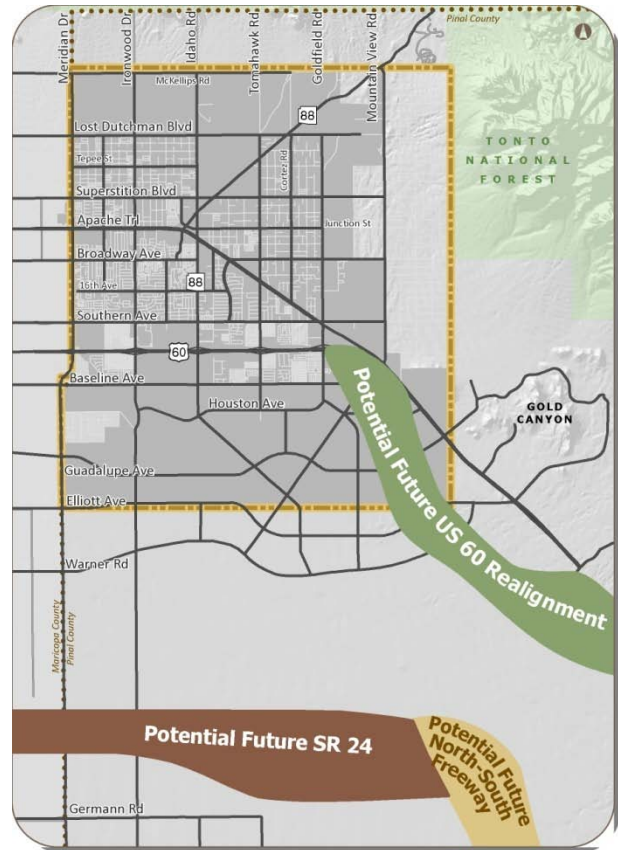 Pinal County
Meridian Dr
Ironwood Dr
Idaho Rd
Tomahawk Rd
Goldfield Rd
Mountain View Rd
McKellips Rd
88
Lost Dutchman Blvd
TONTO
NATIONAL
FOREST
Tepee St
Cortez Rd
Superstition Blvd
Apache Trl
Junction St
Broadway Ave
88
16th Ave
Southern Ave
60
Baseline Ave
Houston Ave
GOLD
CANYON
Potential Future US 60 Realignment
Guadalupe Ave
Elliott Ave
Warner Rd
Maricopa County
Pinal County
Potential Future SR 24
Potential Future
North-South
Freeway
Germann Rd